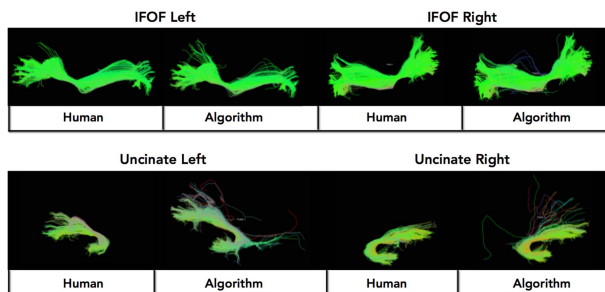 IFOF Left IFOF Right
Human Algorithm Human Algorithm
Uncinate Left Uncinate Right
Human Algorithm Human Algorithm